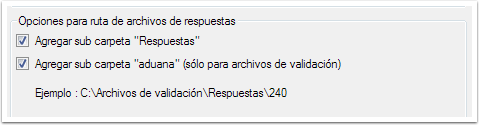 Opciones para ruta de archivos de respuestas
Agregar sub carpeta "Respuestas"
Agregar sub carpeta "aduana" (sólo para archivos de validación)
Ejemplo : C:\Archivos de validación\Respuestas\240